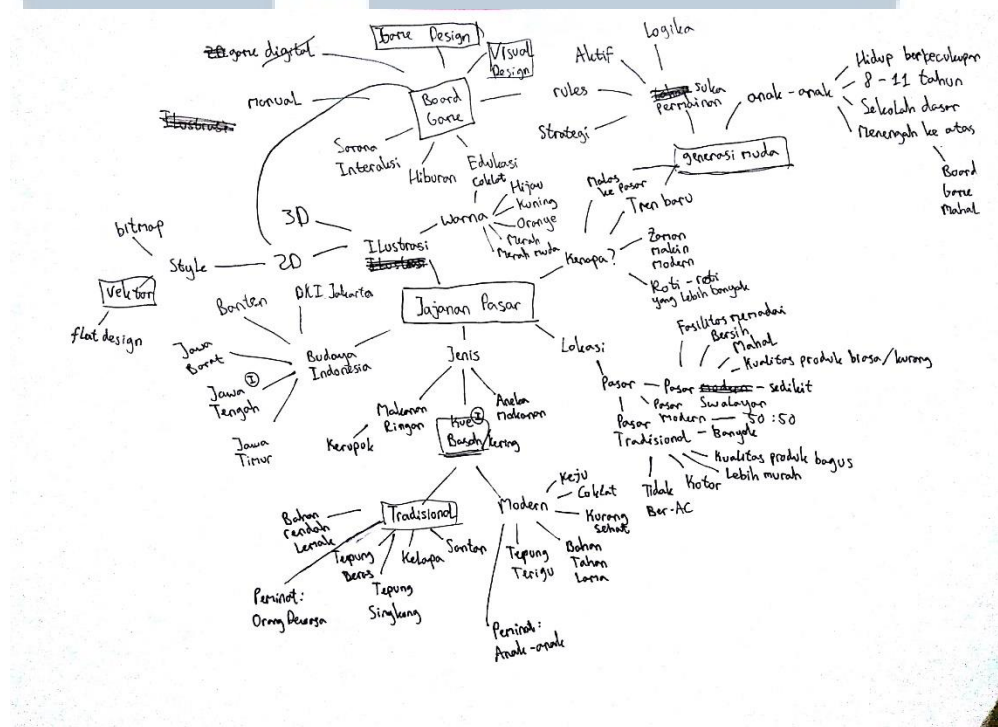 Game Design
game digital
Visual
Design
Logika
Aktif
Hidup berkecukupan
8 - 11 tahun
Sekolah dasar
Menengah ke atas
Board
Game
Mahal
anak-anak
suka
permainan
rules
Board
Game
manual
Ilustrasi
Strategi
Sarana
Interaksi
Hiburan
Edukasi
generasi muda
Malas
ke pasar
Tren baru
Coklat
Hijau
Kuning
Oranye
Merah
Merah muda
warna
3D
Ilustrasi
2D
Style
bitmap
Vektor
flat design
Kenapa?
Zaman
makin
modern
Roti - roti
yang lebih banyak
Jajanan Pasar
Banten
DKI Jakarta
Budaya
Indonesia
Jawa
Barat
Jawa
Tengah
Jawa
Timur
Jenis
Makanan
Ringan
Kerupuk
Kue
Basah/kering
Aneka
Makanan
Lokasi
Fasilitas memadai
Bersih
Mahal
Kualitas produk biasa/kurang
Pasar
Pasar modern - sedikit
Swalayan
Pasar Modern - 50:50
Pasar
Tradisional - Banyak
Kualitas produk bagus
Lebih murah
Kotor
Tidak
Ber-AC
Tradisional
Bahan
rendah
Lemak
Tepung
Beras
Tepung
Singkong
Kelapa
Santan
Peminat:
Orang Dewasa
Modern
Keju
Coklat
Kurang
sehat
Bahan
Tahan
Lama
Tepung
Terigu
Peminat:
Anak-anak